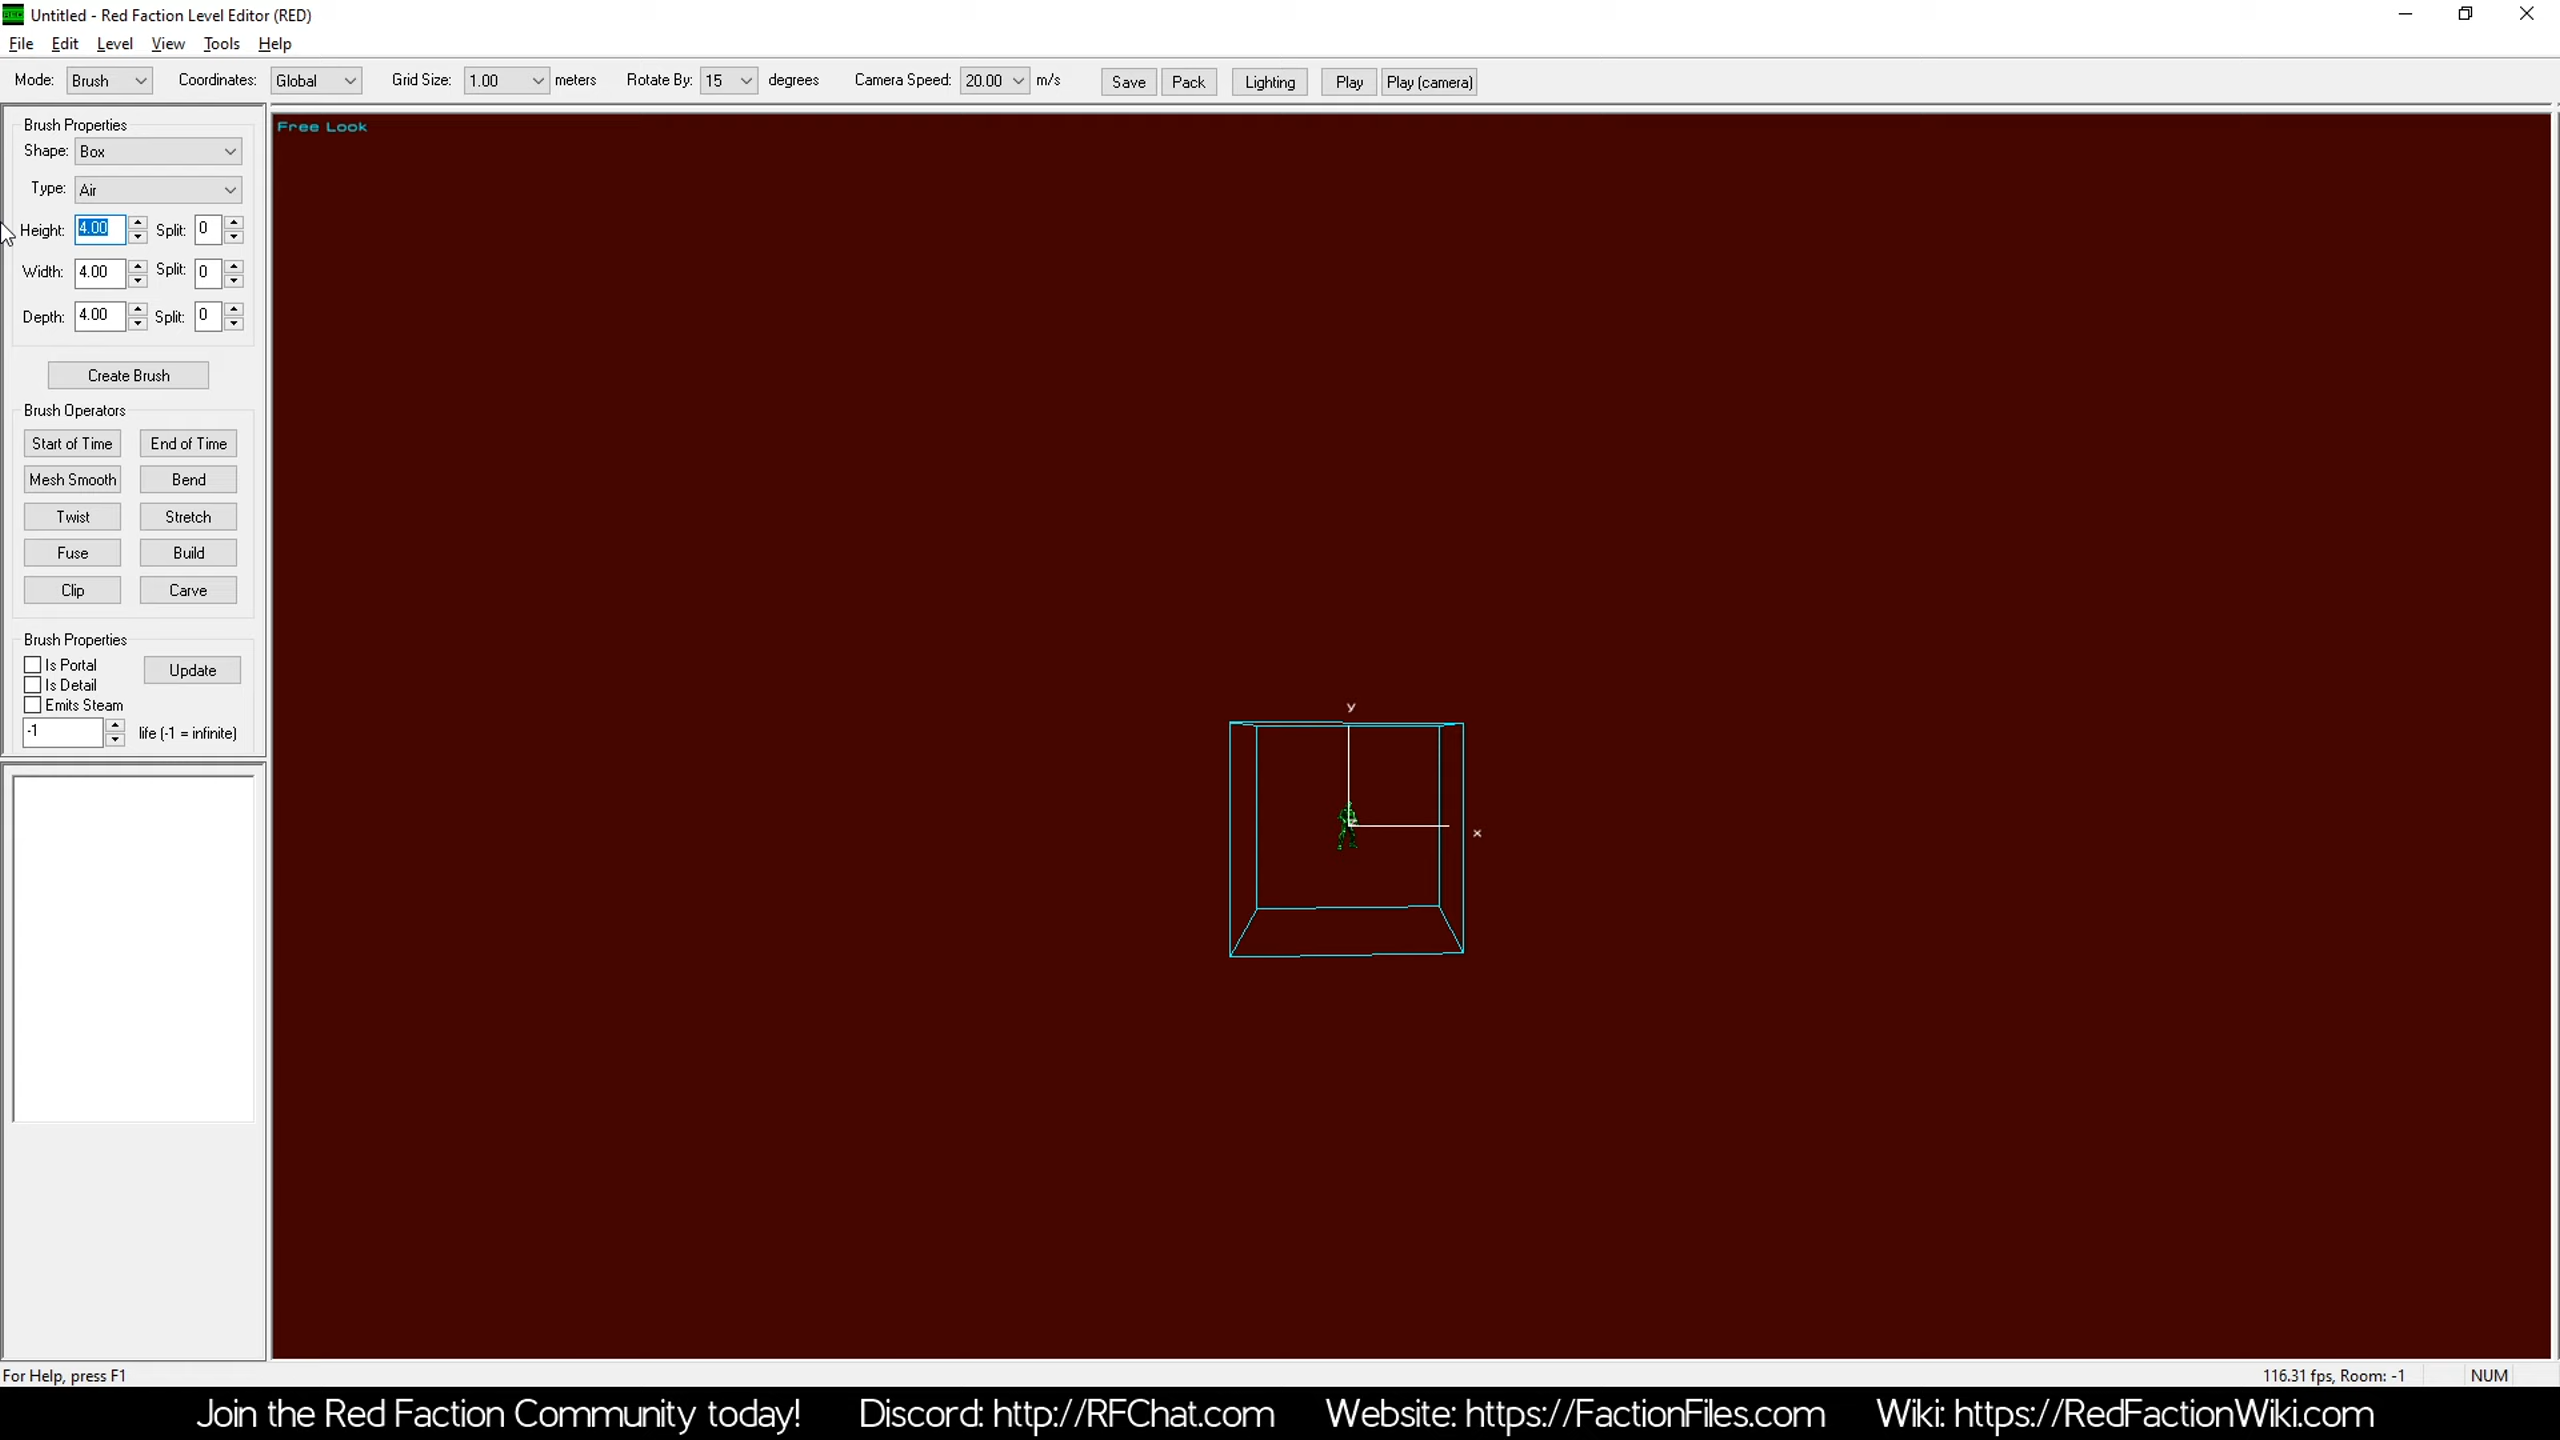 Untitled - Red Faction Level Editor (RED)
File Edit Level View Tools Help
Mode: Brush Coordinates: Global Grid Size: 1.00 meters Rotate By: 15 degrees Camera Speed: 20.00 m/s Save Pack Lighting Play Play (camera)
Brush Properties
Shape: Box
Type: Air
Height: 4.00 Split: 0
Width: 4.00 Split: 0
Depth: 4.00 Split: 0
Create Brush
Brush Operators
Start of Time End of Time
Mesh Smooth Bend
Twist Stretch
Fuse Build
Clip Carve
Brush Properties
Is Portal Update
Is Detail
Emits Steam
-1 life (-1 = infinite)
Free Look
y
x
For Help, press F1 116.31 fps, Room: -1 NUM
Join the Red Faction Community today! Discord: http://RFChat.com Website: https://FactionFiles.com Wiki: https://RedFactionWiki.com